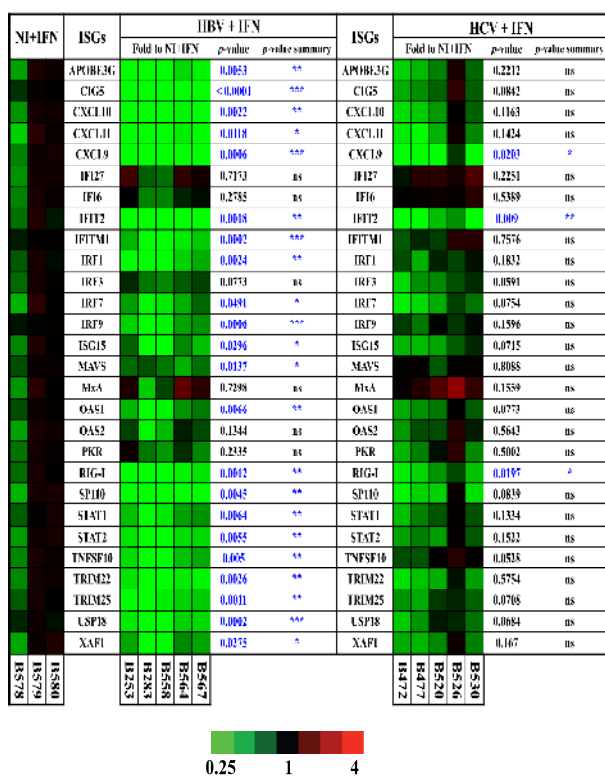 NI+IFN ISGs HBV + IFN ISGs HCV + IFN
Fold to NI+IFN p-value p-value summary Fold to NI+IFN p-value p-value summary
APOBE3G 0.0053 ** APOBE3G 0.2212 ns
CIG5 <0.0001 *** CIG5 0.0842 ns
CXCL10 0.0022 ** CXCL10 0.1163 ns
CXCL11 0.0118 * CXCL11 0.1424 ns
CXCL9 0.0006 *** CXCL9 0.0203 *
IFI27 0.7173 ns IFI27 0.2251 ns
IFI6 0.2785 ns IFI6 0.5389 ns
IFIT2 0.0018 ** IFIT2 0.009 **
IFITM1 0.0002 *** IFITM1 0.7576 ns
IRF1 0.0024 ** IRF1 0.1832 ns
IRF3 0.0773 ns IRF3 0.0591 ns
IRF7 0.0491 * IRF7 0.0754 ns
IRF9 0.0006 *** IRF9 0.1596 ns
ISG15 0.0296 * ISG15 0.0715 ns
MAVS 0.0137 * MAVS 0.8088 ns
MxA 0.7298 ns MxA 0.1559 ns
OAS1 0.0066 ** OAS1 0.0773 ns
OAS2 0.1344 ns OAS2 0.5643 ns
PKR 0.2335 ns PKR 0.5002 ns
RIG-I 0.0012 ** RIG-I 0.0197 *
SP110 0.0045 ** SP110 0.0839 ns
STAT1 0.0064 ** STAT1 0.1334 ns
STAT2 0.0055 ** STAT2 0.1522 ns
TNFSF10 0.005 ** TNFSF10 0.0528 ns
TRIM22 0.0026 ** TRIM22 0.5754 ns
TRIM25 0.0011 ** TRIM25 0.0708 ns
USP18 0.0002 *** USP18 0.0684 ns
XAF1 0.0275 * XAF1 0.167 ns
B578 B579 B580 B253 B283 B558 B564 B567 B472 B477 B520 B526 B530
0.25 1 4